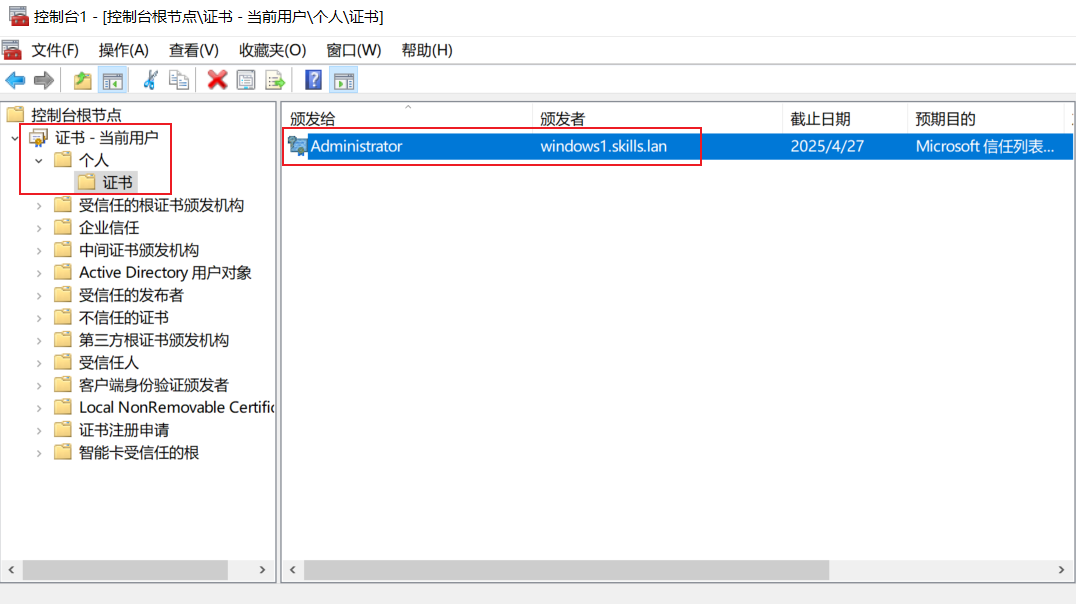 控制台1 - [控制台根节点\证书 - 当前用户\个人\证书]
文件(F) 操作(A) 查看(V) 收藏夹(O) 窗口(W) 帮助(H)
控制台根节点
证书 - 当前用户
个人
证书
受信任的根证书颁发机构
企业信任
中间证书颁发机构
Active Directory 用户对象
受信任的发布者
不信任的证书
第三方根证书颁发机构
受信任人
客户端身份验证颁发者
Local NonRemovable Certific
证书注册申请
智能卡受信任的根
颁发给 颁发者 截止日期 预期目的
Administrator windows1.skills.lan 2025/4/27 Microsoft 信任列表...